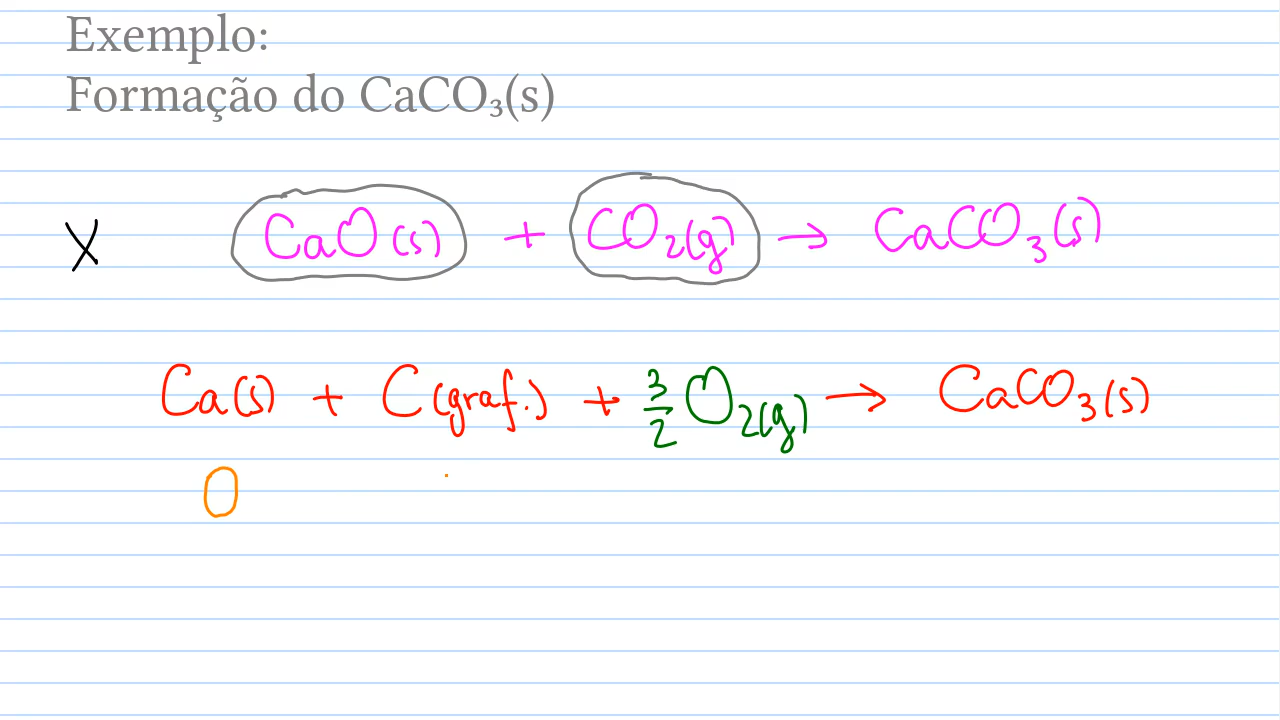 Exemplo:
Formação do CaCO₃(s)
X CaO(s) + CO₂(g) → CaCO₃(s)
Ca(s) + C(graf.) + 3/2 O₂(g) → CaCO₃(s)
0